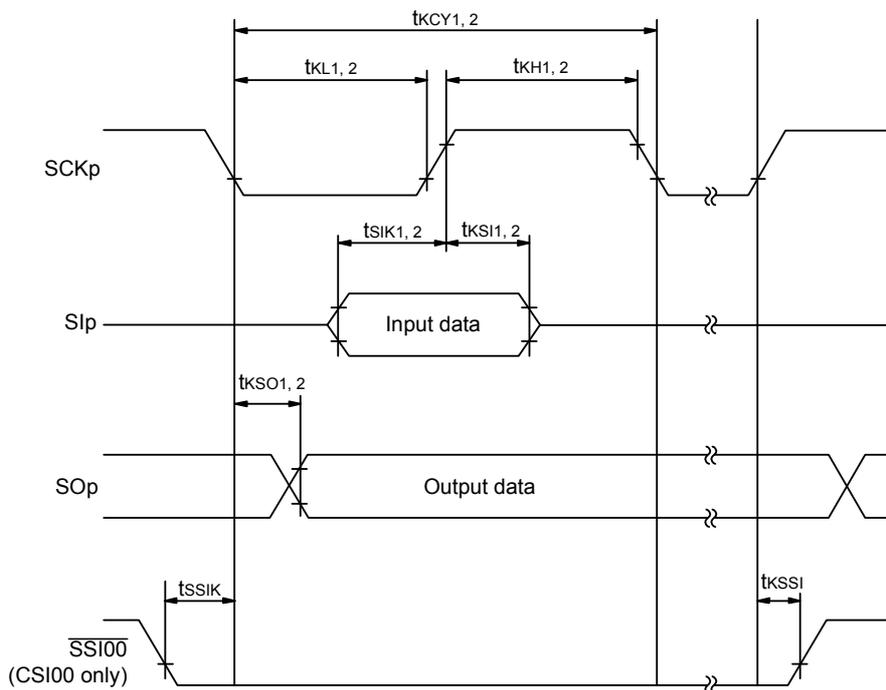 tKCY1, 2
tKL1, 2
tKH1, 2
SCKp
tSIK1, 2
tKSI1, 2
SIp
Input data
tKSO1, 2
SOp
Output data
tSSIK
tKSSI
SSI00
(CSI00 only)